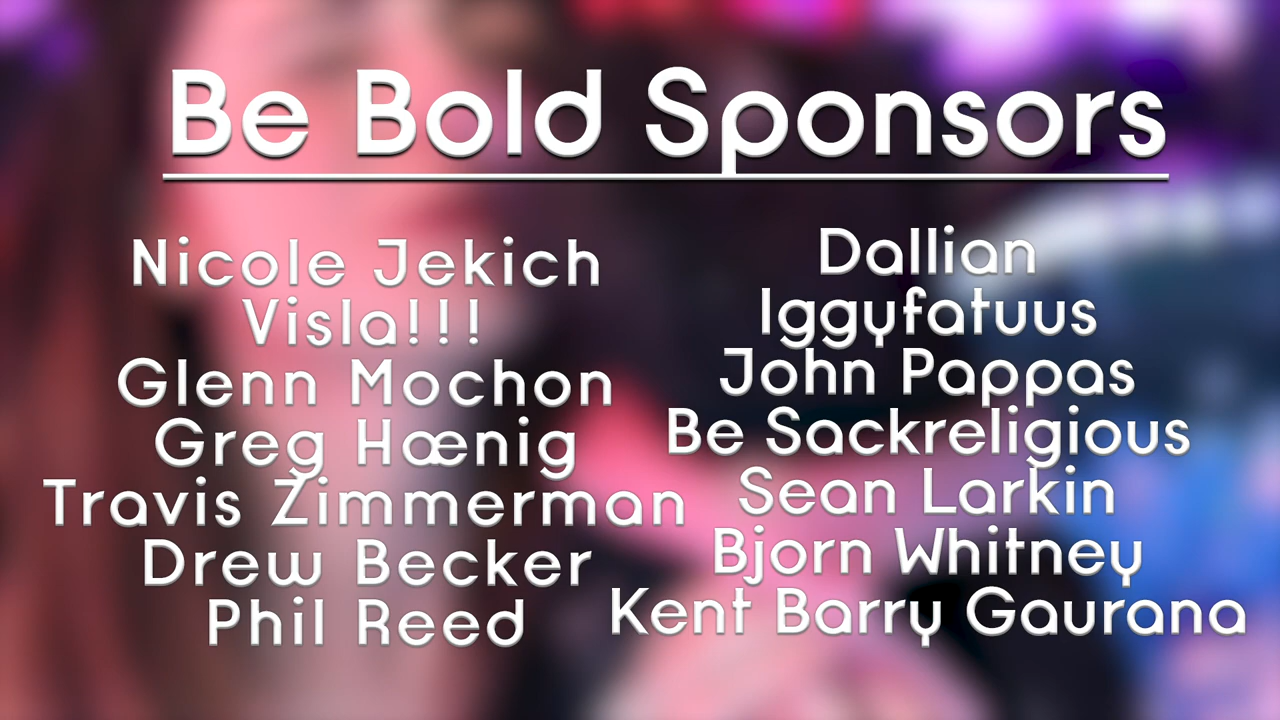 Be Bold Sponsors
Nicole Jekich
Visla!!!
Glenn Mochon
Greg Hœnig
Travis Zimmerman
Drew Becker
Phil Reed
Dallian
Iggyfatuus
John Pappas
Be Sackreligious
Sean Larkin
Bjorn Whitney
Kent Barry Gaurana